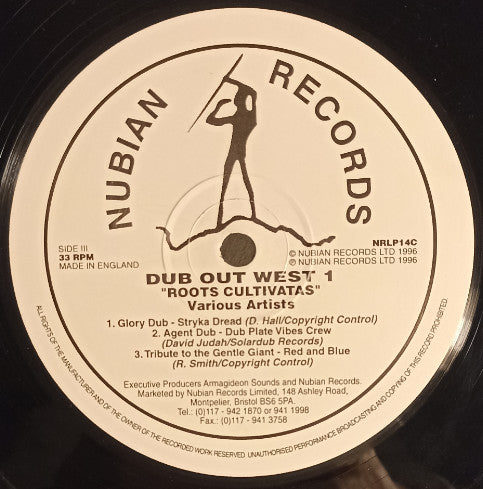 NUBIAN RECORDS
SIDE III
33 RPM
MADE IN ENGLAND
NRLP14C
© NUBIAN RECORDS LTD 1996
℗ NUBIAN RECORDS LTD 1996
DUB OUT WEST 1
"ROOTS CULTIVATAS"
Various Artists
1. Glory Dub - Stryka Dread (D. Hall/Copyright Control)
2. Agent Dub - Dub Plate Vibes Crew
(David Judah/Solardub Records)
3. Tribute to the Gentle Giant - Red and Blue
(R. Smith/Copyright Control)
Executive Producers Armagideon Sounds and Nubian Records.
Marketed by Nubian Records Limited, 148 Ashley Road,
Montpelier, Bristol BS6 5PA.
Tel.: (0)117 - 942 1870 or 941 1998
Fax.: (0)117 - 941 3758
ALL RIGHTS OF THE MANUFACTURER AND OF THE OWNER OF THE RECORDED WORK RESERVED. UNAUTHORISED PERFORMANCE, BROADCASTING AND COPYING OF THIS RECORD PROHIBITED.